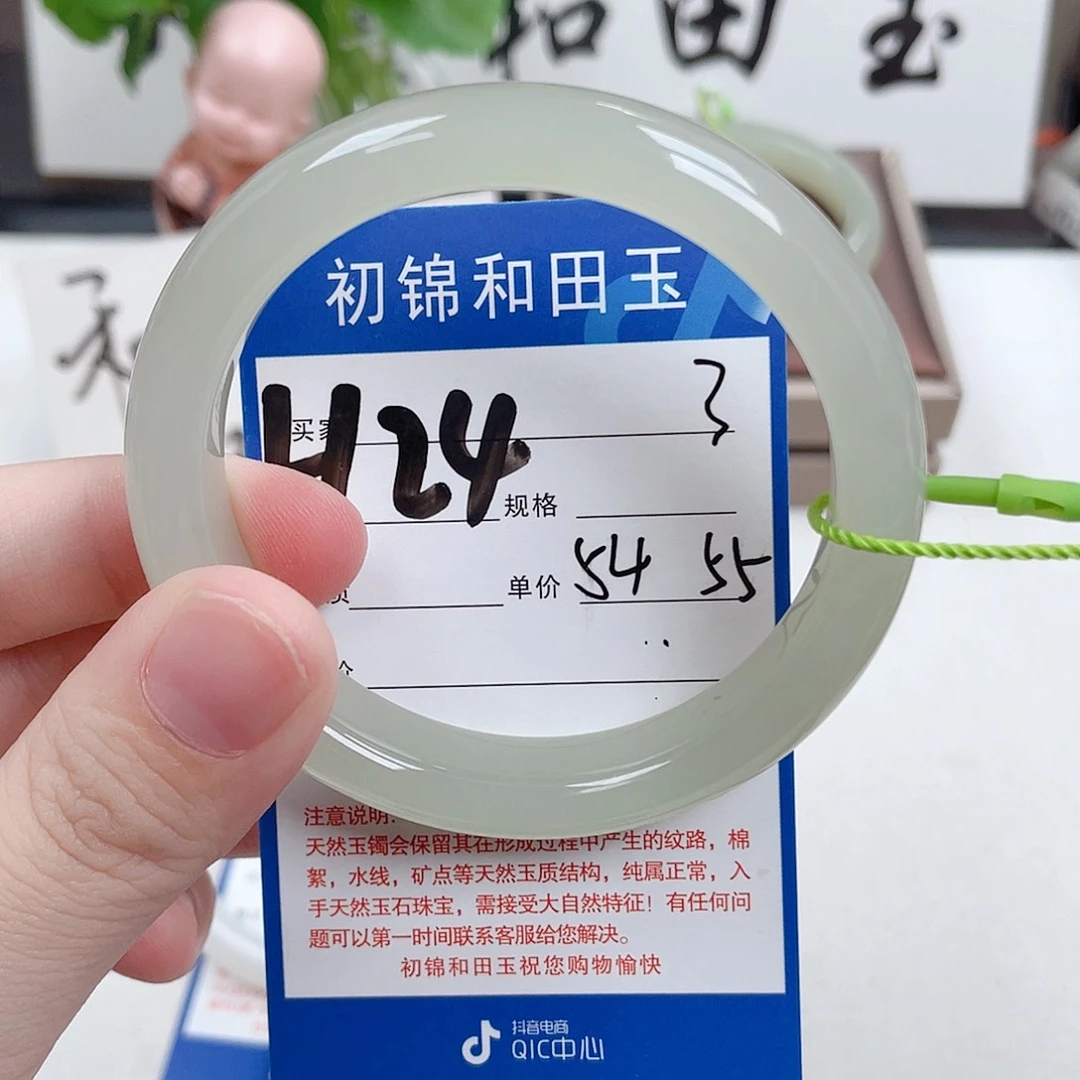 和田玉
初锦和田玉
买家
H24 3
规格
单价 54 55
注意说明:
天然玉镯会保留其在形成过程中产生的纹路，棉
絮，水线，矿点等天然玉质结构，纯属正常，入
手天然玉石珠宝，需接受大自然特征！有任何问
题可以第一时间联系客服给您解决。
初锦和田玉祝您购物愉快
抖音电商
QIC中心